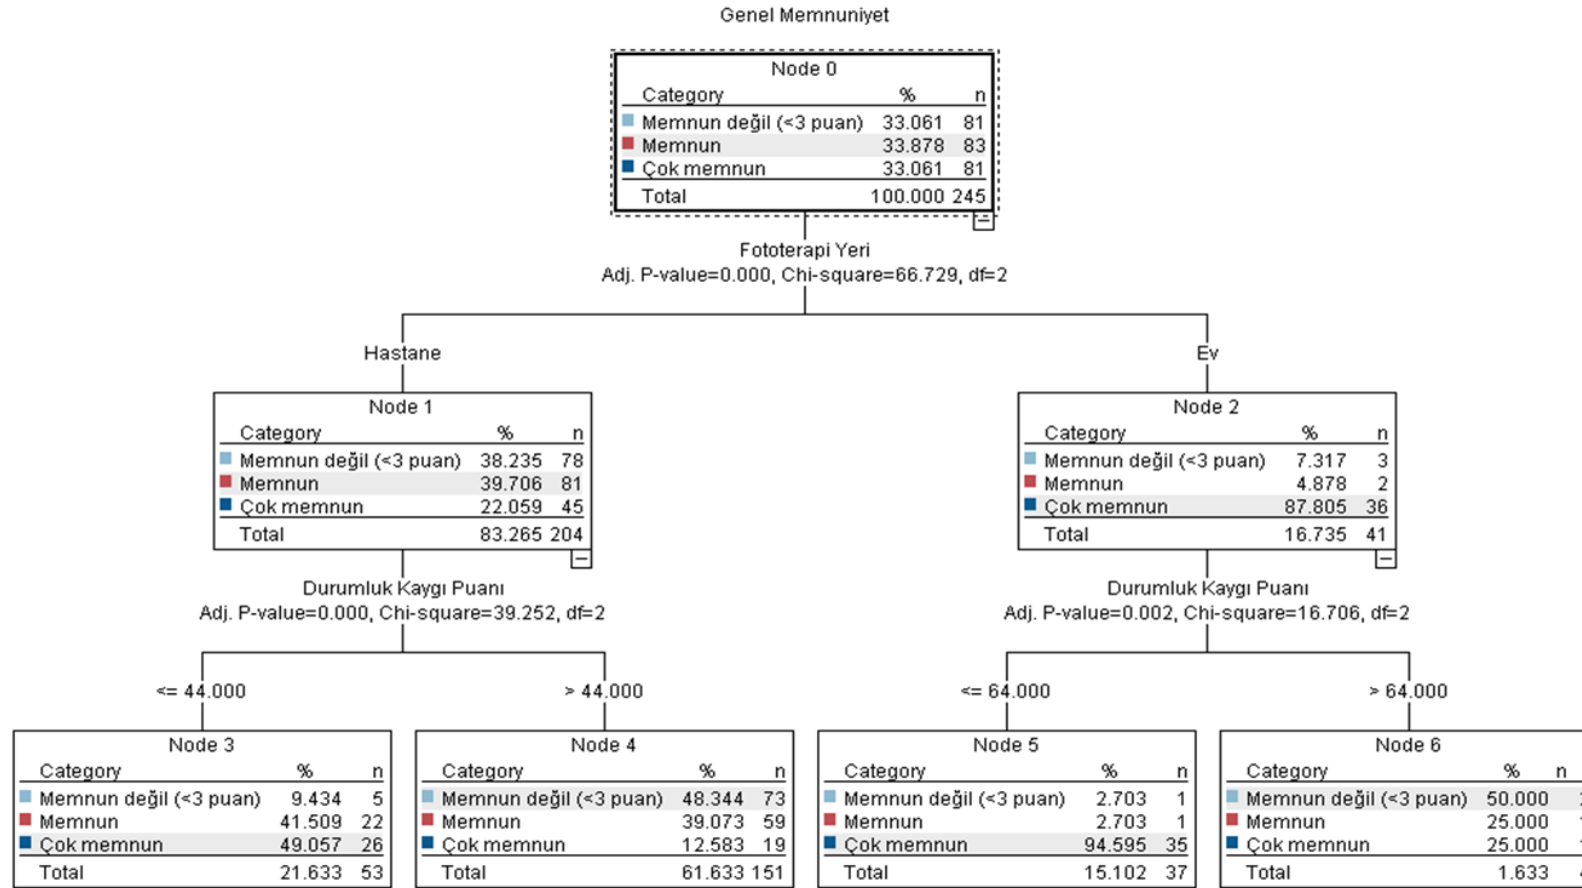 Genel Memnuniyet
Node 0
Category % n
Memnun değil (<3 puan) 33.061 81
Memnun 33.878 83
Çok memnun 33.061 81
Total 100.000 245
Fototerapi Yeri
Adj. P-value=0.000, Chi-square=66.729, df=2
Hastane
Ev
Node 1
Category % n
Memnun değil (<3 puan) 38.235 78
Memnun 39.706 81
Çok memnun 22.059 45
Total 83.265 204
Node 2
Category % n
Memnun değil (<3 puan) 7.317 3
Memnun 4.878 2
Çok memnun 87.805 36
Total 16.735 41
Durumluk Kaygı Puanı
Adj. P-value=0.000, Chi-square=39.252, df=2
Durumluk Kaygı Puanı
Adj. P-value=0.002, Chi-square=16.706, df=2
<= 44.000
> 44.000
<= 64.000
> 64.000
Node 3
Category % n
Memnun değil (<3 puan) 9.434 5
Memnun 41.509 22
Çok memnun 49.057 26
Total 21.633 53
Node 4
Category % n
Memnun değil (<3 puan) 48.344 73
Memnun 39.073 59
Çok memnun 12.583 19
Total 61.633 151
Node 5
Category % n
Memnun değil (<3 puan) 2.703 1
Memnun 2.703 1
Çok memnun 94.595 35
Total 15.102 37
Node 6
Category % n
Memnun değil (<3 puan) 50.000
Memnun 25.000
Çok memnun 25.000
Total 1.633